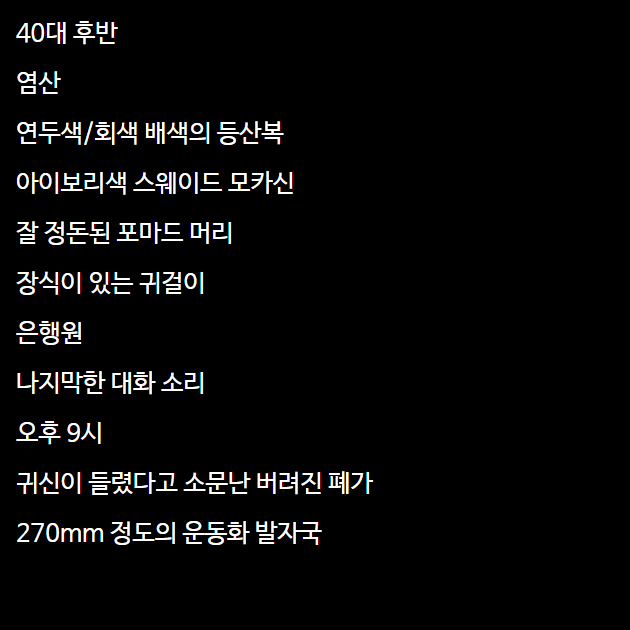 40대 후반
염산
연두색/회색 배색의 등산복
아이보리색 스웨이드 모카신
잘 정돈된 포마드 머리
장식이 있는 귀걸이
은행원
나지막한 대화 소리
오후 9시
귀신이 들렸다고 소문난 버려진 폐가
270mm 정도의 운동화 발자국